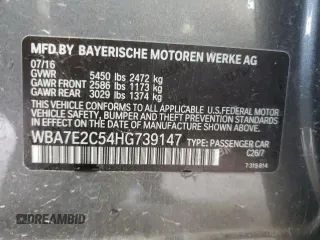 MFD.BY BAYERISCHE MOTOREN WERKE AG
07/16
GVWR 5450 lbs 2472 kg
GAWR FRONT 2586 lbs 1173 kg
GAWR REAR 3029 lbs 1374 kg
THIS VEHICLE CONFORMS TO ALL APPLICABLE U.S.FEDERAL MOTOR
VEHICLE SAFETY, BUMPER, AND THEFT PREVENTION STANDARDS
IN EFFECT ON THE DATE OF MANUFACTURE SHOWN ABOVE.
WBA7E2C54HG739147 TYPE: PASSENGER CAR
C26/7
DREAMBID